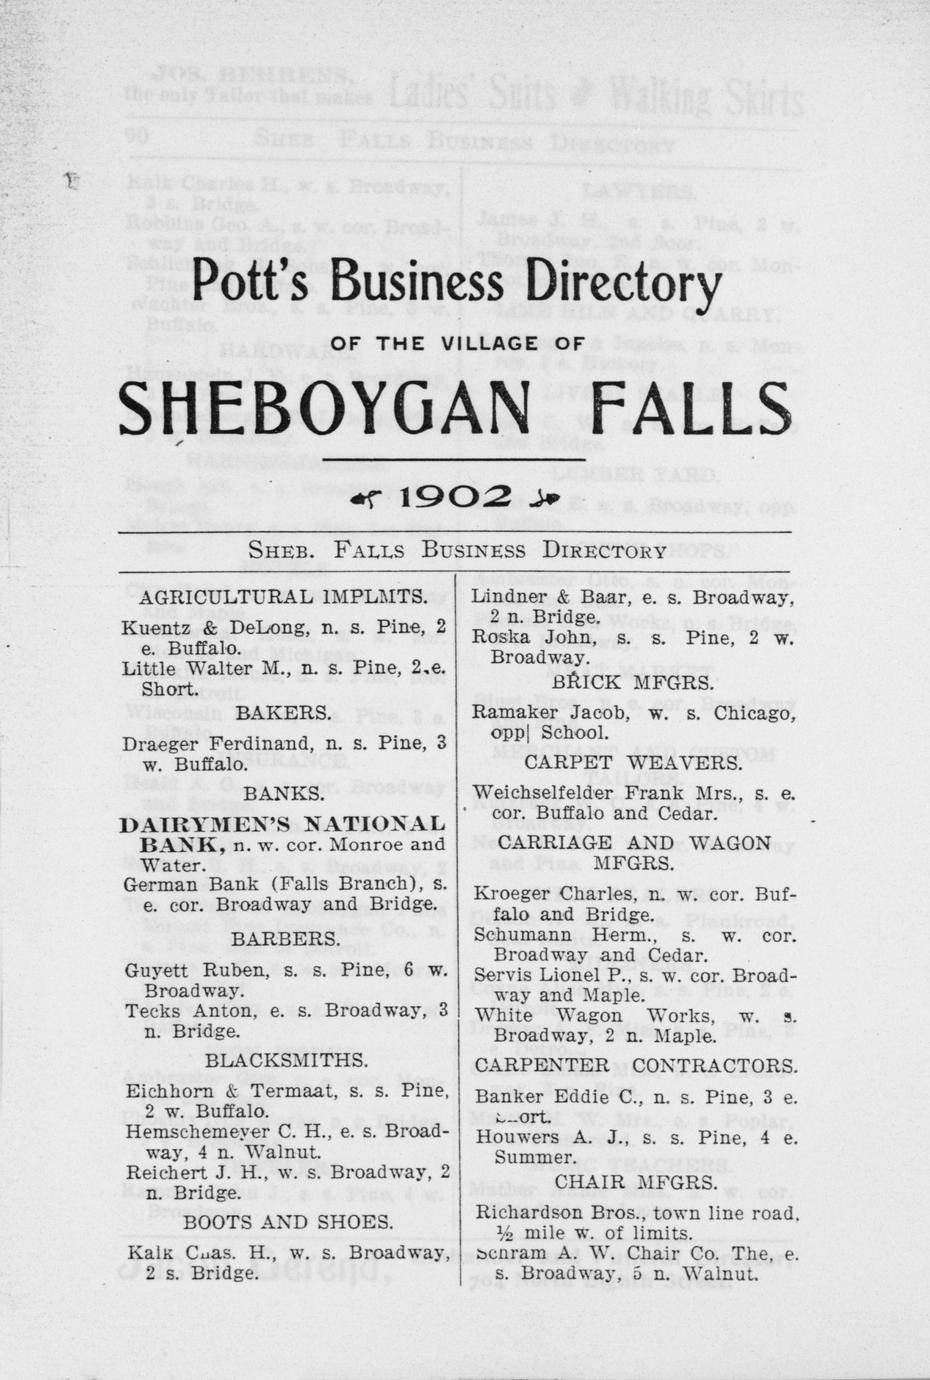 Pott's Business Directory
OF THE VILLAGE OF
SHEBOYGAN FALLS
1902
SHEB. FALLS BUSINESS DIRECTORY
AGRICULTURAL IMPLMTS.
Kuentz & DeLong, n. s. Pine, 2
e. Buffalo.
Little Walter M., n. s. Pine, 2 e.
Short.
BAKERS.
Draeger Ferdinand, n. s. Pine, 3
w. Buffalo.
BANKS.
DAIRYMEN'S NATIONAL
BANK, n. w. cor. Monroe and
Water.
German Bank (Falls Branch), s.
e. cor. Broadway and Bridge.
BARBERS.
Guyett Ruben, s. s. Pine, 6 w.
Broadway.
Tecks Anton, e. s. Broadway, 3
n. Bridge.
BLACKSMITHS.
Eichhorn & Termaat, s. s. Pine,
2 w. Buffalo.
Hemschemeyer C. H., e. s. Broad-
way, 4 n. Walnut.
Reichert J. H., w. s. Broadway, 2
n. Bridge.
BOOTS AND SHOES.
Kalk Chas. H., w. s. Broadway,
2 s. Bridge.
Lindner & Baar, e. s. Broadway,
2 n. Bridge.
Roska John, s. s. Pine, 2 w.
Broadway.
BRICK MFGRS.
Ramaker Jacob, w. s. Chicago,
opp School.
CARPET WEAVERS.
Weichselfelder Frank Mrs., s. e.
cor. Buffalo and Cedar.
CARRIAGE AND WAGON
MFGRS.
Kroeger Charles, n. w. cor. Buf-
falo and Bridge.
Schumann Herm., s. w. cor.
Broadway and Cedar.
Servis Lionel P., s. w. cor. Broad-
way and Maple.
White Wagon Works, w. s.
Broadway, 2 n. Maple.
CARPENTER CONTRACTORS.
Banker Eddie C., n. s. Pine, 3 e.
Short.
Houwers A. J., s. s. Pine, 4 e.
Summer.
CHAIR MFGRS.
Richardson Bros., town line road,
½ mile w. of limits.
Schram A. W. Chair Co. The, e.
s. Broadway, 5 n. Walnut.